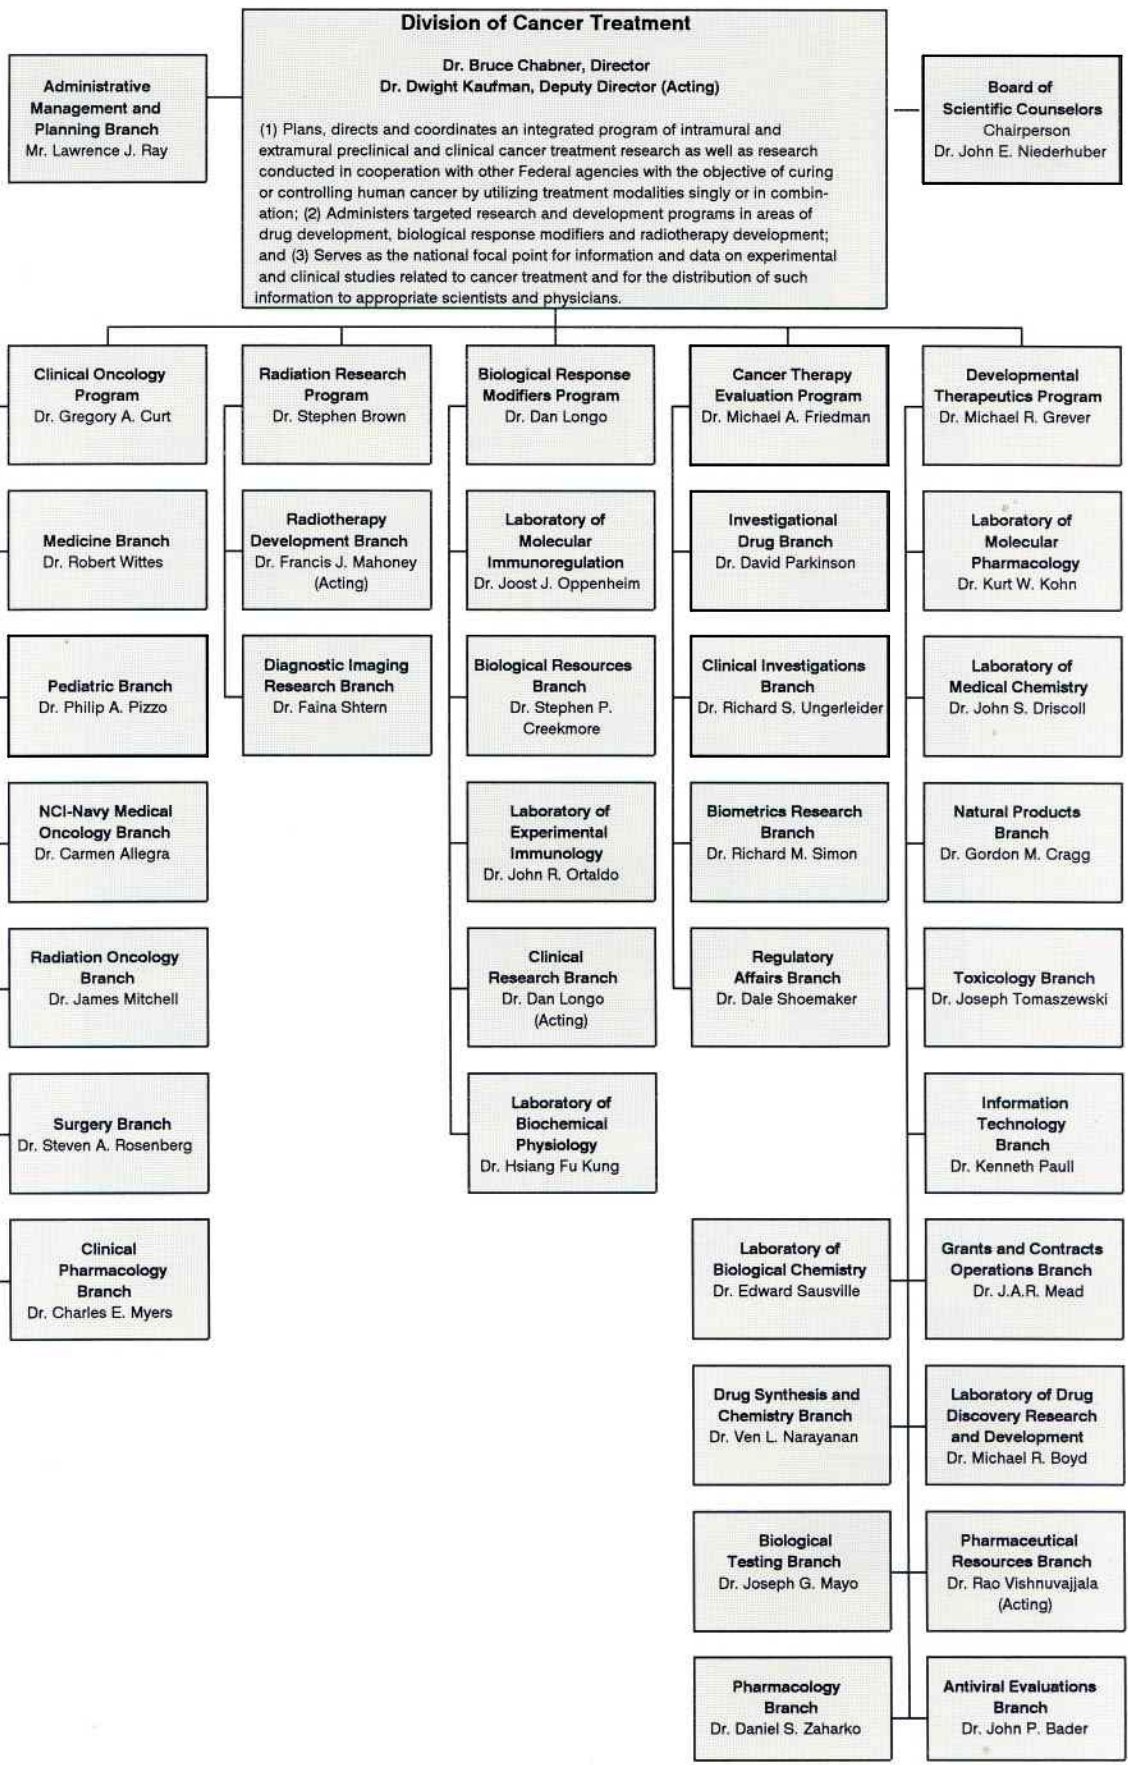 Division of Cancer Treatment
Dr. Bruce Chabner, Director
Dr. Dwight Kaufman, Deputy Director (Acting)
(1) Plans, directs and coordinates an integrated program of intramural and
extramural preclinical and clinical cancer treatment research as well as research
conducted in cooperation with other Federal agencies with the objective of curing
or controlling human cancer by utilizing treatment modalities singly or in combin-
ation; (2) Administers targeted research and development programs in areas of
drug development, biological response modifiers and radiotherapy development;
and (3) Serves as the national focal point for information and data on experimental
and clinical studies related to cancer treatment and for the distribution of such
information to appropriate scientists and physicians.
Administrative
Management and
Planning Branch
Mr. Lawrence J. Ray
Board of
Scientific Counselors
Chairperson
Dr. John E. Niederhuber
Clinical Oncology
Program
Dr. Gregory A. Curt
Medicine Branch
Dr. Robert Wittes
Pediatric Branch
Dr. Philip A. Pizzo
NCI-Navy Medical
Oncology Branch
Dr. Carmen Allegra
Radiation Oncology
Branch
Dr. James Mitchell
Surgery Branch
Dr. Steven A. Rosenberg
Clinical
Pharmacology
Branch
Dr. Charles E. Myers
Radiation Research
Program
Dr. Stephen Brown
Radiotherapy
Development Branch
Dr. Francis J. Mahoney
(Acting)
Diagnostic Imaging
Research Branch
Dr. Faina Shtern
Biological Response
Modifiers Program
Dr. Dan Longo
Laboratory of
Molecular
Immunoregulation
Dr. Joost J. Oppenheim
Biological Resources
Branch
Dr. Stephen P.
Creekmore
Laboratory of
Experimental
Immunology
Dr. John R. Ortaldo
Clinical
Research Branch
Dr. Dan Longo
(Acting)
Laboratory of
Biochemical
Physiology
Dr. Hsiang Fu Kung
Cancer Therapy
Evaluation Program
Dr. Michael A. Friedman
Investigational
Drug Branch
Dr. David Parkinson
Clinical Investigations
Branch
Dr. Richard S. Ungerleider
Biometrics Research
Branch
Dr. Richard M. Simon
Regulatory
Affairs Branch
Dr. Dale Shoemaker
Developmental
Therapeutics Program
Dr. Michael R. Grever
Laboratory of
Molecular
Pharmacology
Dr. Kurt W. Kohn
Laboratory of
Medical Chemistry
Dr. John S. Driscoll
Natural Products
Branch
Dr. Gordon M. Cragg
Toxicology Branch
Dr. Joseph Tomaszewski
Information
Technology
Branch
Dr. Kenneth Paull
Laboratory of
Biological Chemistry
Dr. Edward Sausville
Grants and Contracts
Operations Branch
Dr. J.A.R. Mead
Drug Synthesis and
Chemistry Branch
Dr. Ven L. Narayanan
Laboratory of Drug
Discovery Research
and Development
Dr. Michael R. Boyd
Biological
Testing Branch
Dr. Joseph G. Mayo
Pharmaceutical
Resources Branch
Dr. Rao Vishnuvajjala
(Acting)
Pharmacology
Branch
Dr. Daniel S. Zaharko
Antiviral Evaluations
Branch
Dr. John P. Bader